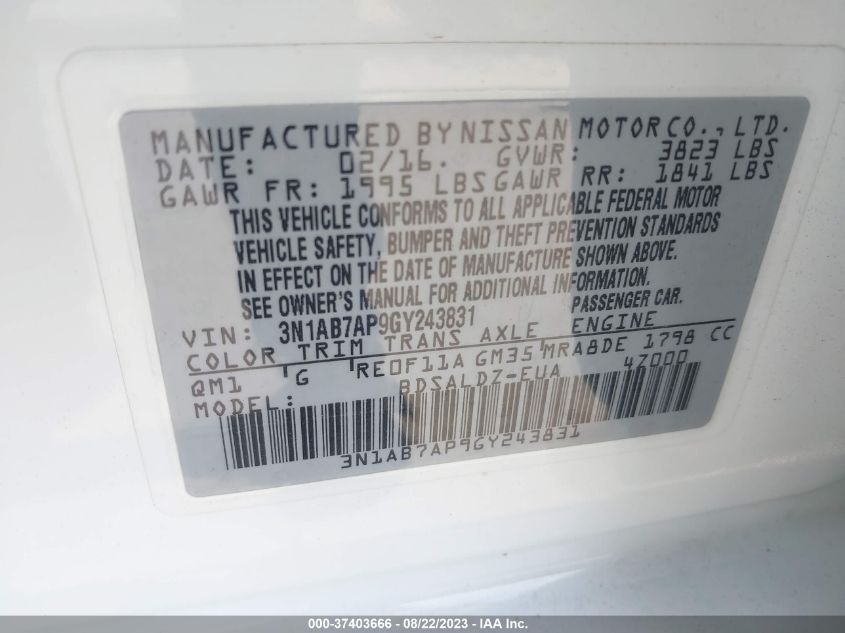 MANUFACTURED BY NISSAN MOTOR CO., LTD.
DATE: 02/16. GVWR: 3823 LBS
GAWR FR: 1995 LBS GAWR RR: 1841 LBS
THIS VEHICLE CONFORMS TO ALL APPLICABLE FEDERAL MOTOR
VEHICLE SAFETY, BUMPER AND THEFT PREVENTION STANDARDS
IN EFFECT ON THE DATE OF MANUFACTURE SHOWN ABOVE.
SEE OWNER'S MANUAL FOR ADDITIONAL INFORMATION.
VIN: 3N1AB7AP9GY243831 PASSENGER CAR.
COLOR TRIM TRANS AXLE ENGINE
QM1 G RE0F11A GM35 MRA8DE 1798 CC
MODEL: BDSALDZ-EUA 47000
3N1AB7AP9GY243831
000-37403666 - 08/22/2023 - IAA Inc.